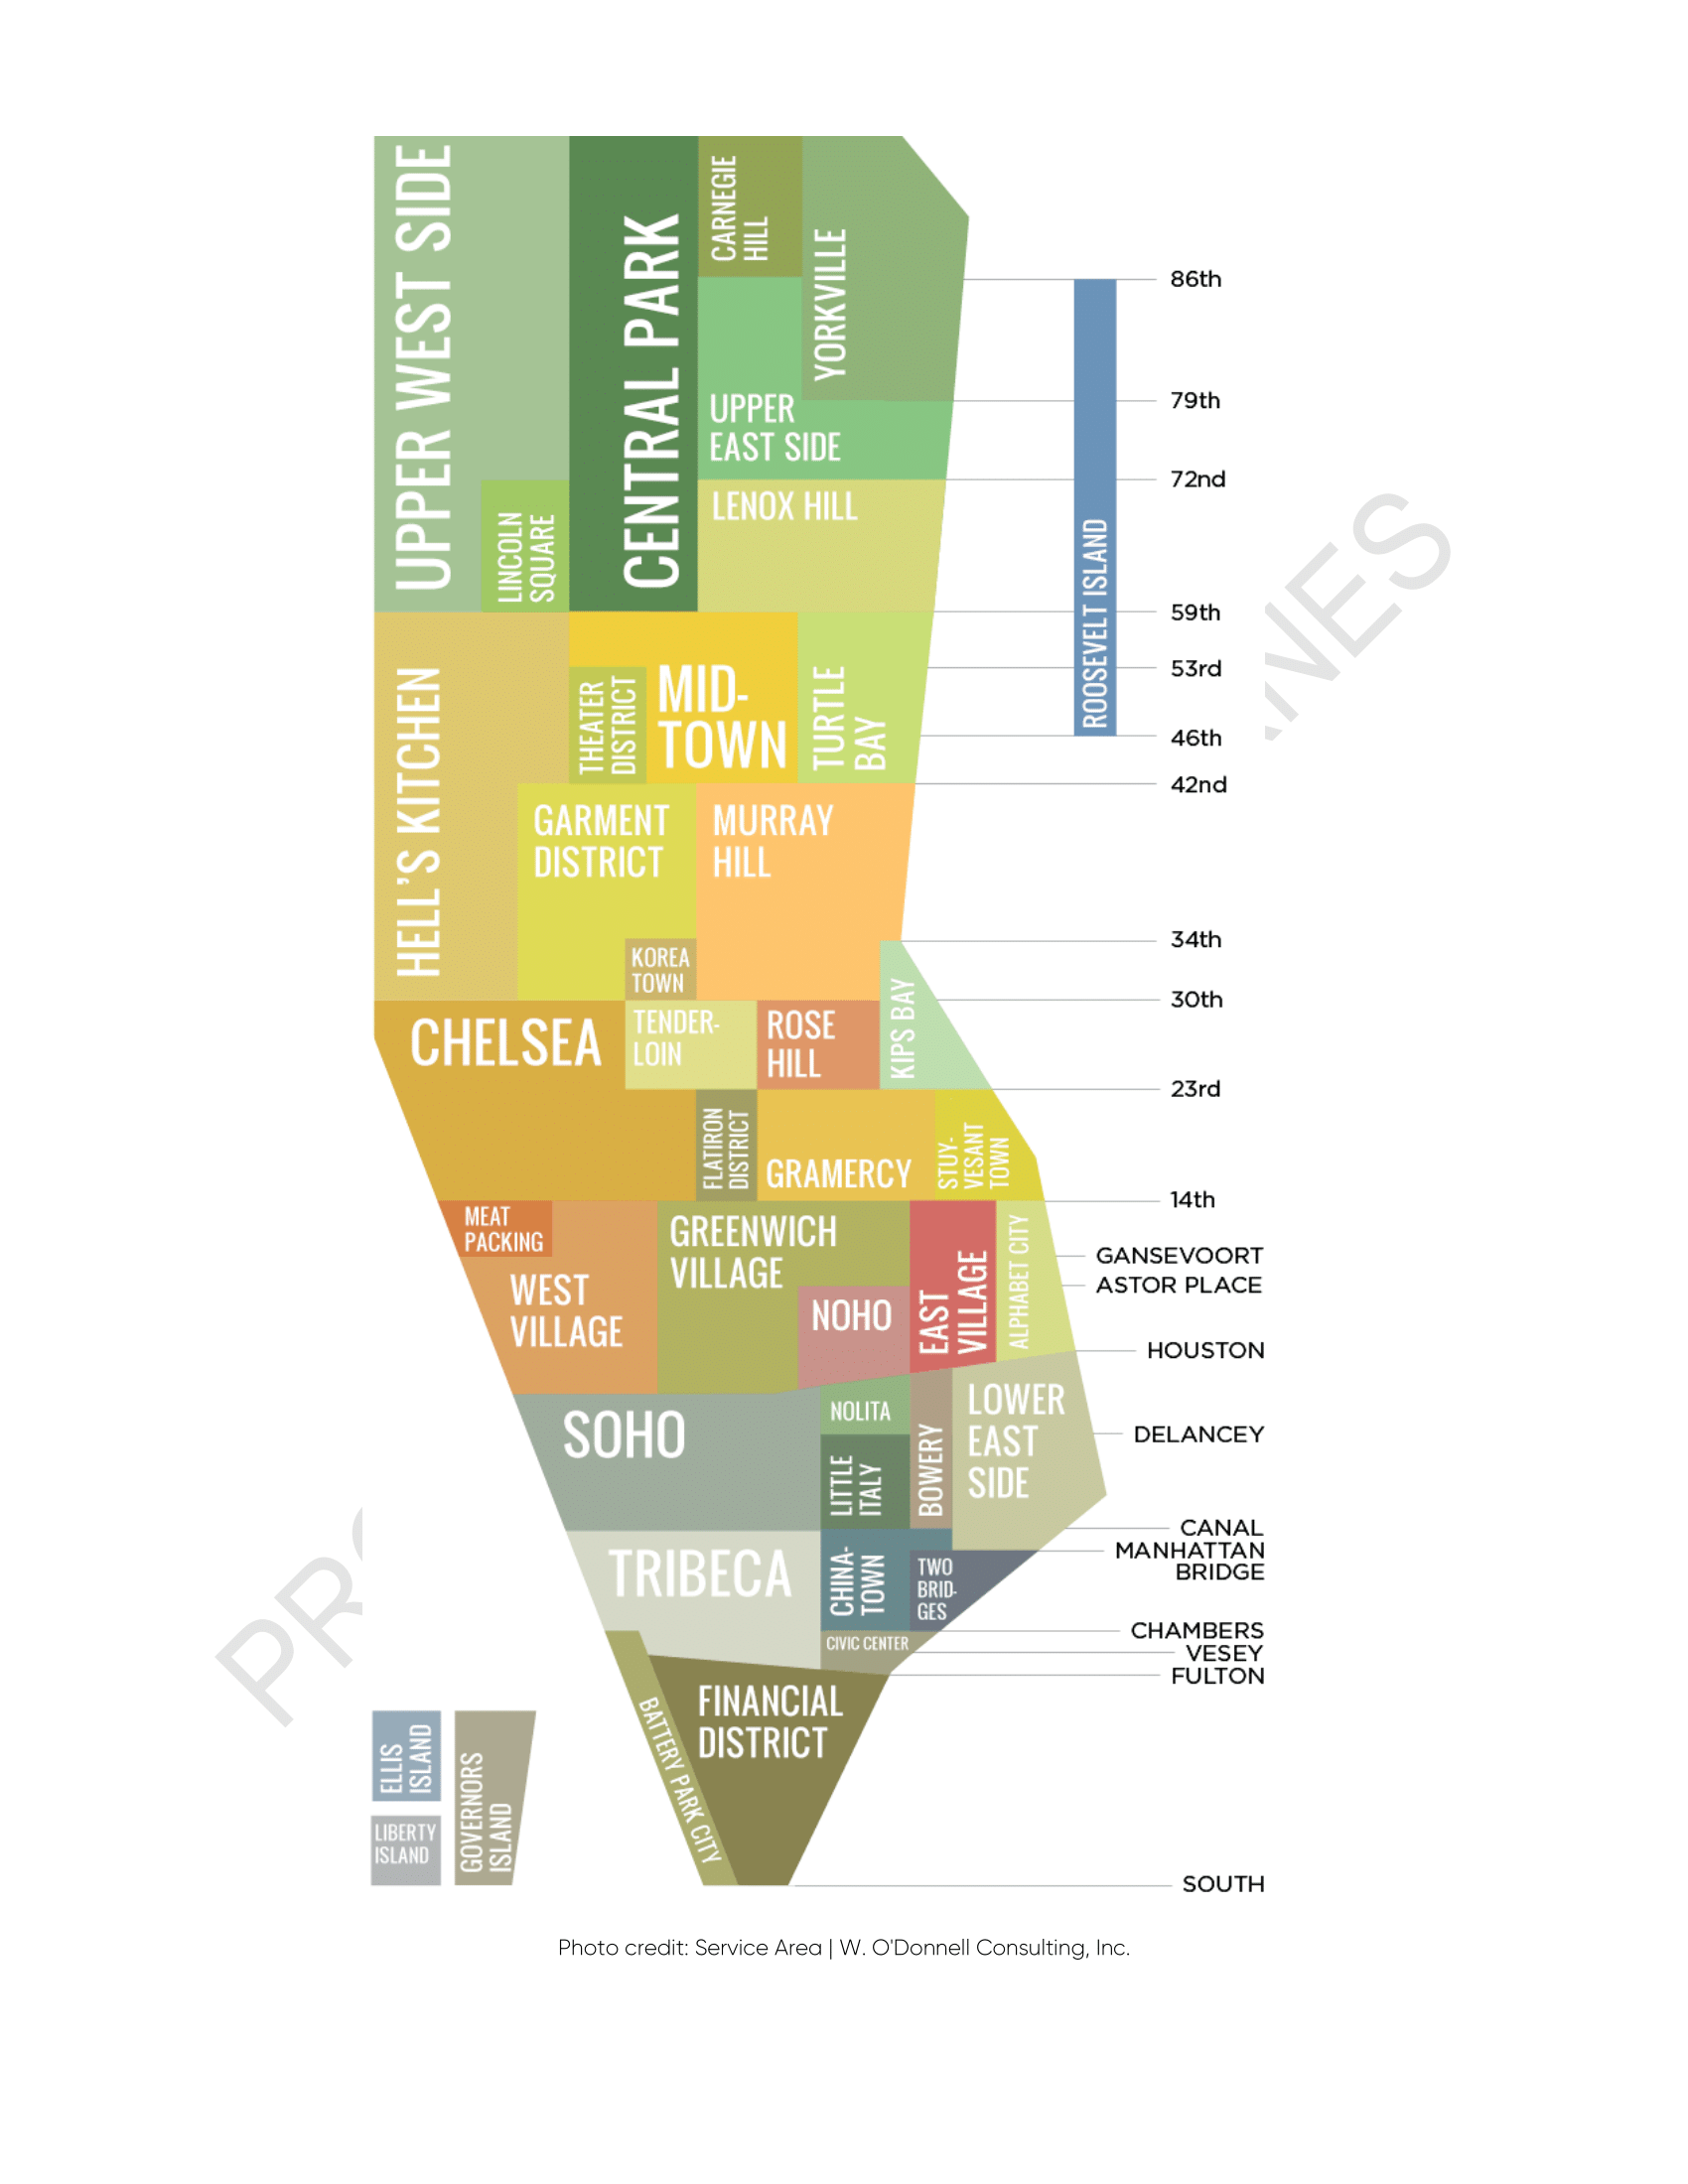 UPPER WEST SIDE
CENTRAL PARK
CARNEGIE
HILL
YORKVILLE
86th
79th
UPPER
EAST SIDE
72nd
LENOX HILL
LINCOLN
SQUARE
ROOSEVELT ISLAND
59th
53rd
46th
42nd
HELL'S KITCHEN
THEATER
DISTRICT
MID-
TOWN
TURTLE
BAY
GARMENT
DISTRICT
MURRAY
HILL
34th
KOREA
TOWN
30th
CHELSEA
TENDER-
LOIN
ROSE
HILL
KIPS BAY
23rd
FLATIRON
DISTRICT
GRAMERCY
STUY-
VESANT
TOWN
14th
MEAT
PACKING
WEST
VILLAGE
GREENWICH
VILLAGE
NOHO
EAST
VILLAGE
ALPHABET CITY
GANSEVOORT
ASTOR PLACE
HOUSTON
SOHO
NOLITA
LITTLE
ITALY
BOWERY
LOWER
EAST
SIDE
DELANCEY
CANAL
MANHATTAN
BRIDGE
TRIBECA
CHINA-
TOWN
TWO
BRID-
GES
CHAMBERS
CIVIC CENTER
VESEY
FULTON
FINANCIAL
DISTRICT
BATTERY PARK CITY
ELLIS
ISLAND
LIBERTY
ISLAND
GOVERNORS
ISLAND
SOUTH
Photo credit: Service Area | W. O'Donnell Consulting, Inc.